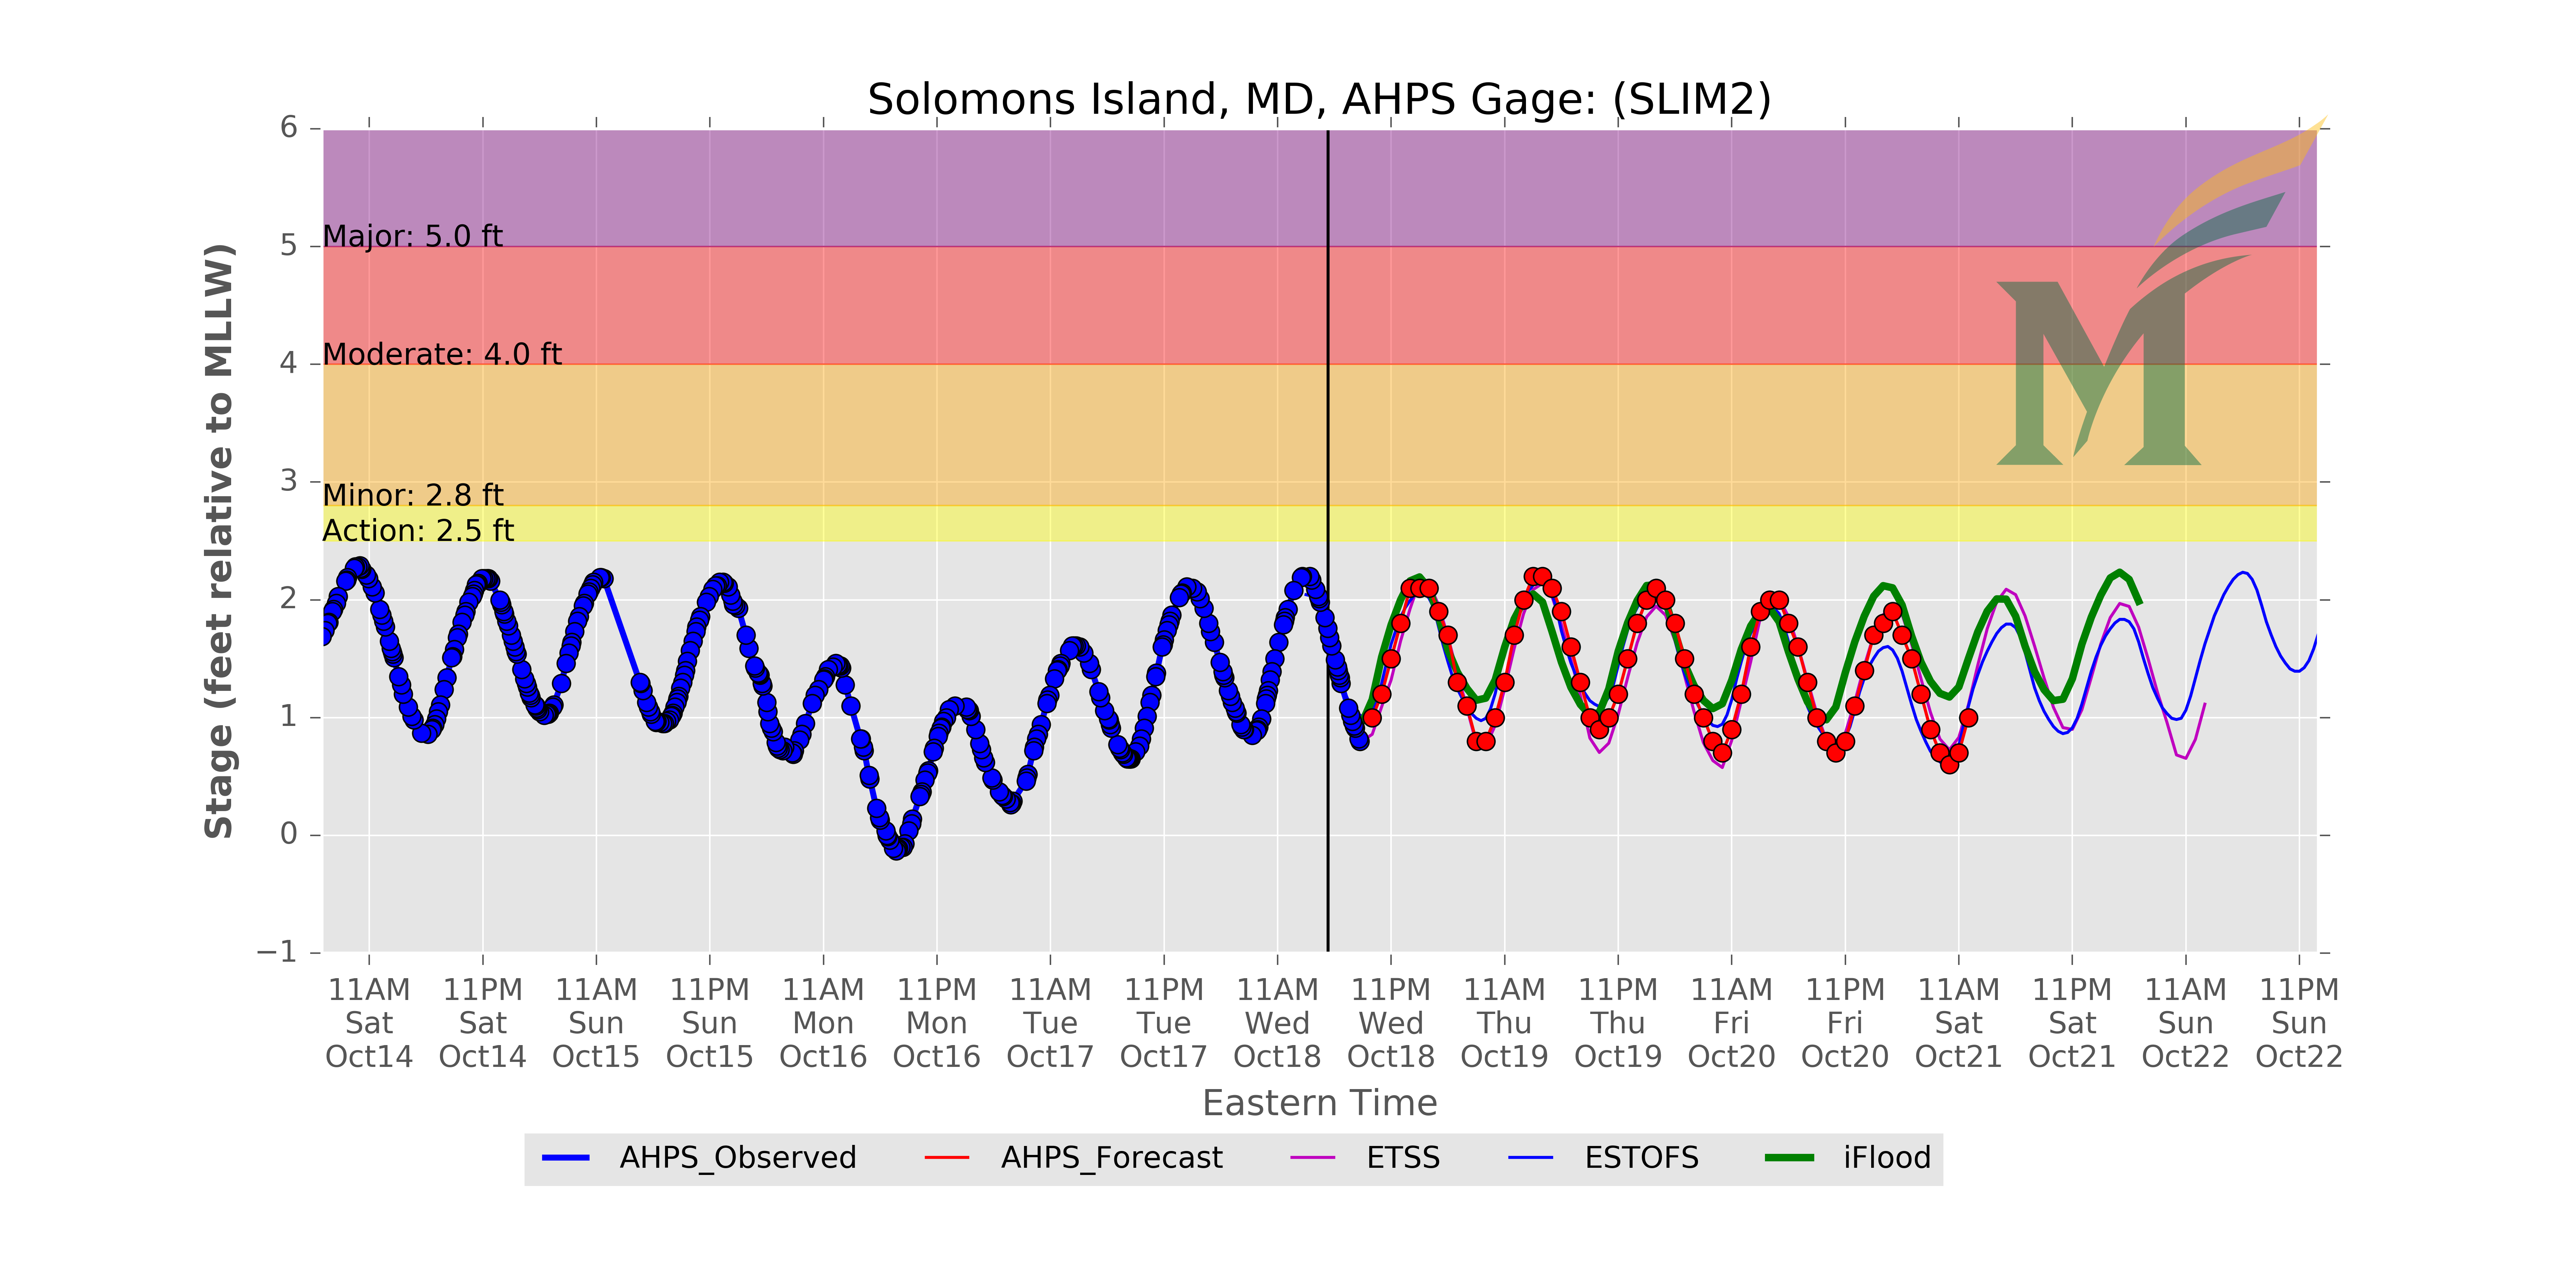 Solomons Island, MD, AHPS Gage: (SLIM2)
Stage (feet relative to MLLW)
6
5
4
3
2
1
0
−1
Major: 5.0 ft
Moderate: 4.0 ft
Minor: 2.8 ft
Action: 2.5 ft
M
11AM 11PM 11AM 11PM 11AM 11PM 11AM 11PM 11AM 11PM 11AM 11PM 11AM 11PM 11AM 11PM 11AM 11PM
Sat Sat Sun Sun Mon Mon Tue Tue Wed Wed Thu Thu Fri Fri Sat Sat Sun Sun
Oct14 Oct14 Oct15 Oct15 Oct16 Oct16 Oct17 Oct17 Oct18 Oct18 Oct19 Oct19 Oct20 Oct20 Oct21 Oct21 Oct22 Oct22
Eastern Time
AHPS_Observed AHPS_Forecast ETSS ESTOFS iFlood